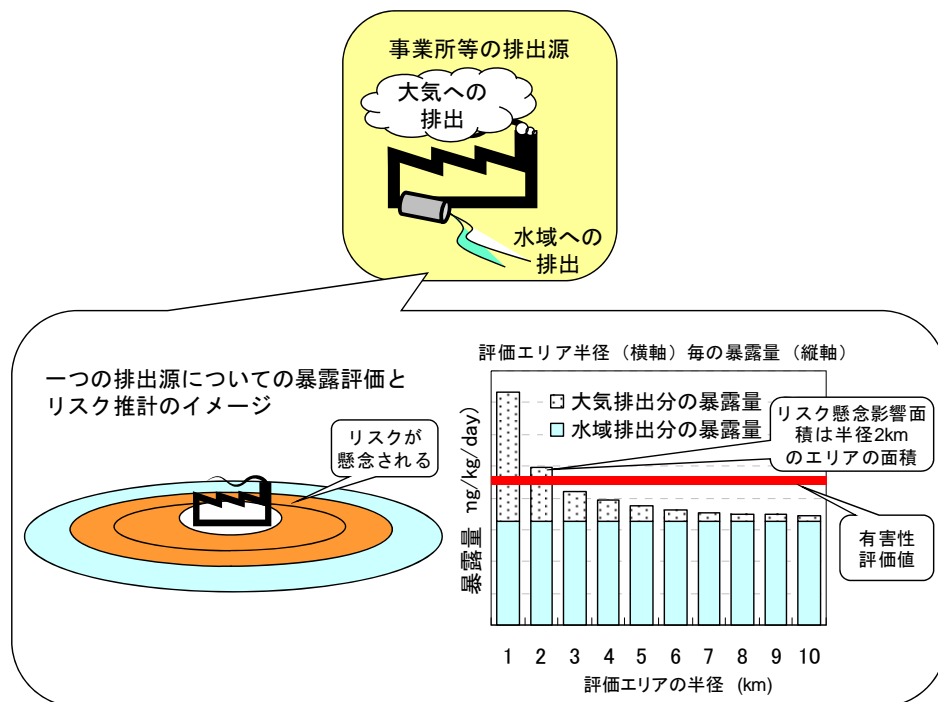 事業所等の排出源
大気への
排出
水域への
排出
一つの排出源についての暴露評価と
リスク推計のイメージ
リスクが
懸念される
評価エリア半径（横軸）毎の暴露量（縦軸）
大気排出分の暴露量
水域排出分の暴露量
リスク懸念影響面
積は半径2km
のエリアの面積
有害性
評価値
暴露量 mg/kg/day)
1 2 3 4 5 6 7 8 9 10
評価エリアの半径 (km)